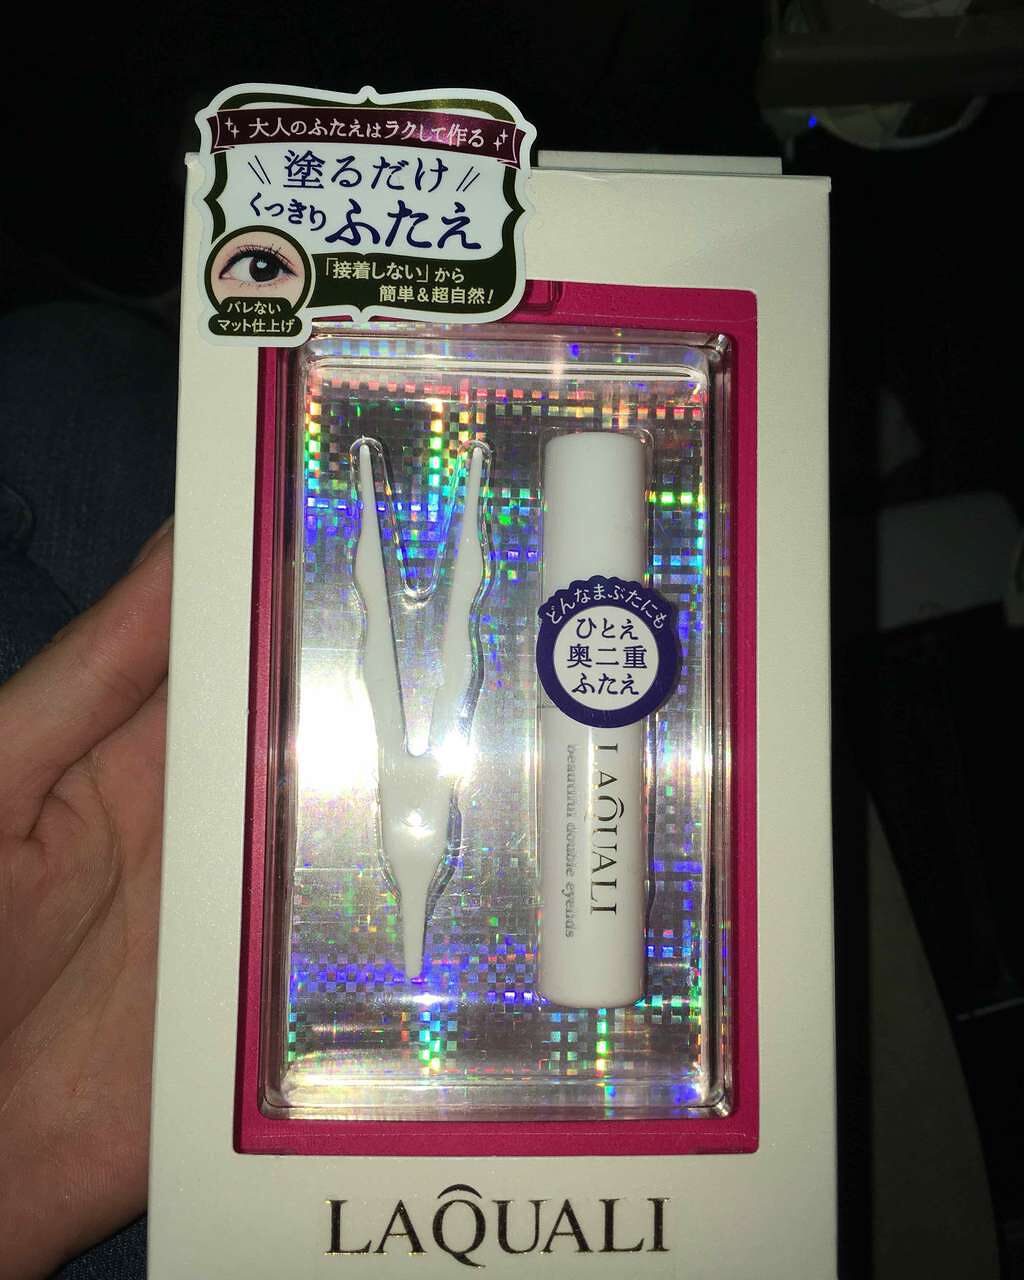 大人のふたえはラクして作る
塗るだけ
くっきりふたえ
「接着しない」から
簡単&超自然!
バレない
マット仕上げ
どんなまぶたにも
ひとえ
奥二重
ふたえ
LAQUALI
beautiful double eyelids
LAQUALI